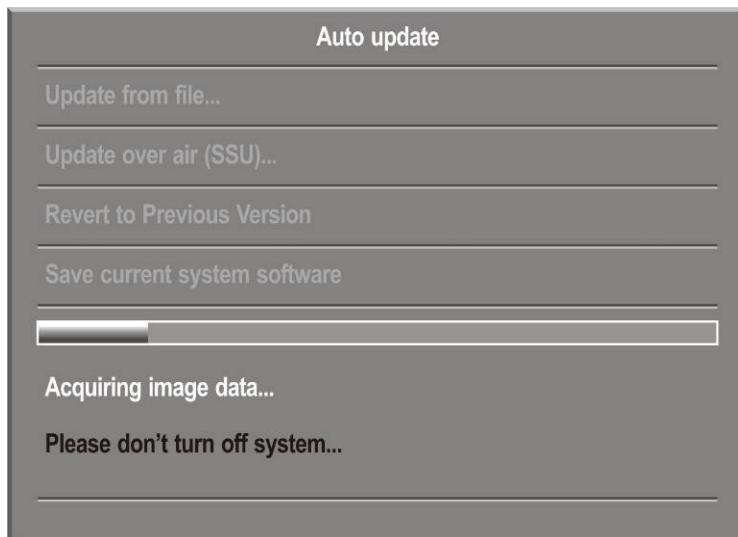 Auto update
Update from file...
Update over air (SSU)...
Revert to Previous Version
Save current system software
Acquiring image data...
Please don’t turn off system...